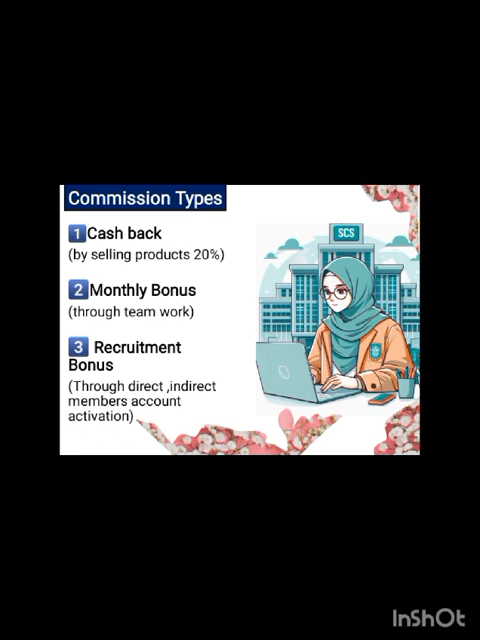 Commission Types
1 Cash back
(by selling products 20%)
2 Monthly Bonus
(through team work)
3 Recruitment
Bonus
(Through direct ,indirect
members account
activation)
SCS
InShOt